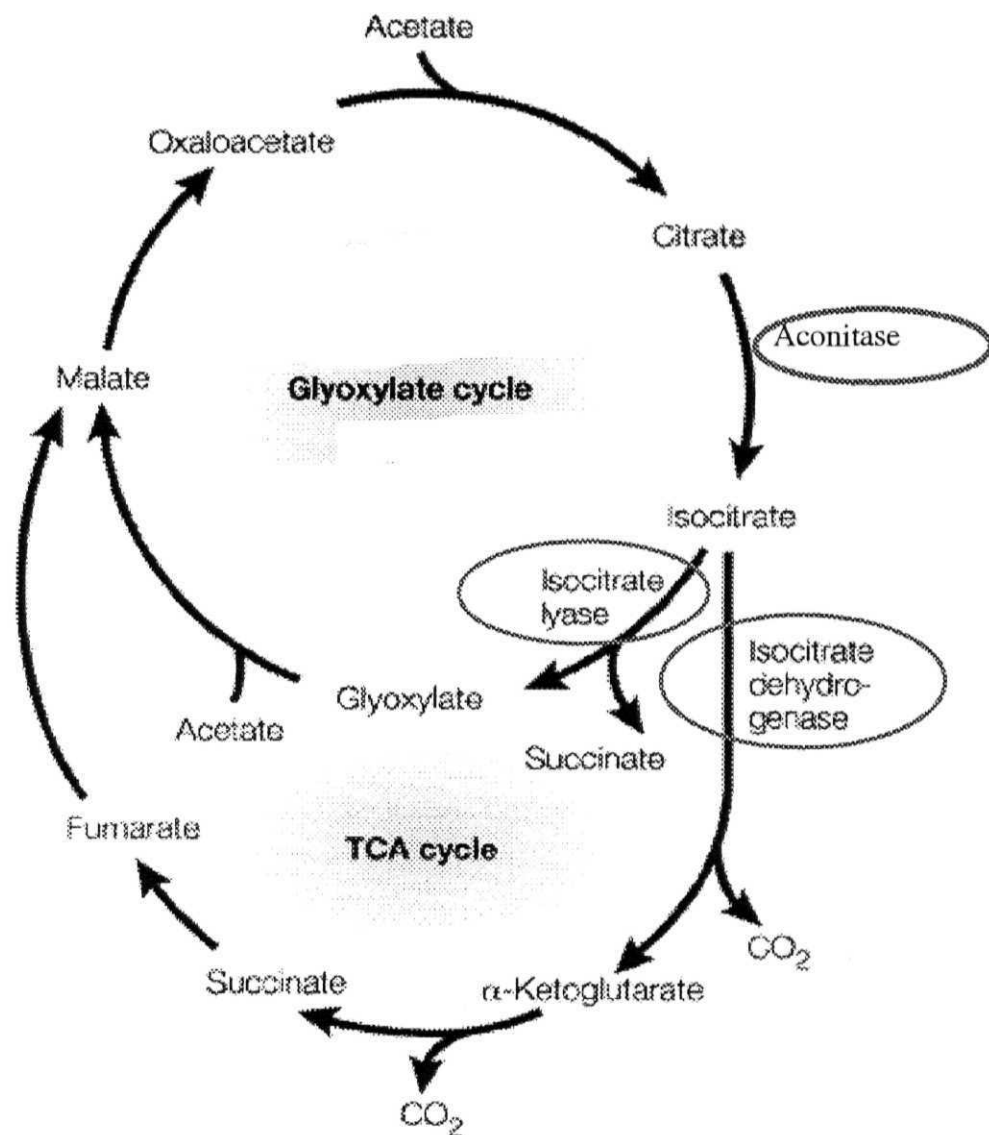 Acetate
Oxaloacetate
Citrate
Aconitase
Malate
Glyoxylate cycle
Isocitrate
Isocitrate
lyase
Isocitrate
dehydro-
genase
Glyoxylate
Acetate
Succinate
Fumarate
TCA cycle
CO₂
Succinate
α-Ketoglutarate
CO₂